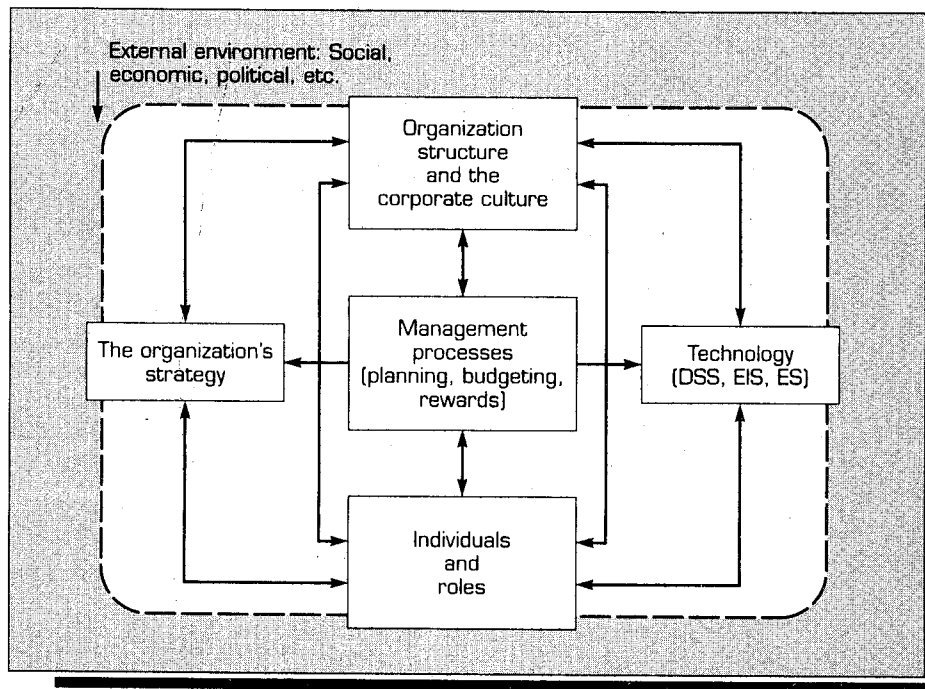 External environment: Social,
economic, political, etc.
Organization
structure
and the
corporate culture
The organization's
strategy
Management
processes
(planning, budgeting,
rewards)
Technology
(DSS, EIS, ES)
Individuals
and
roles